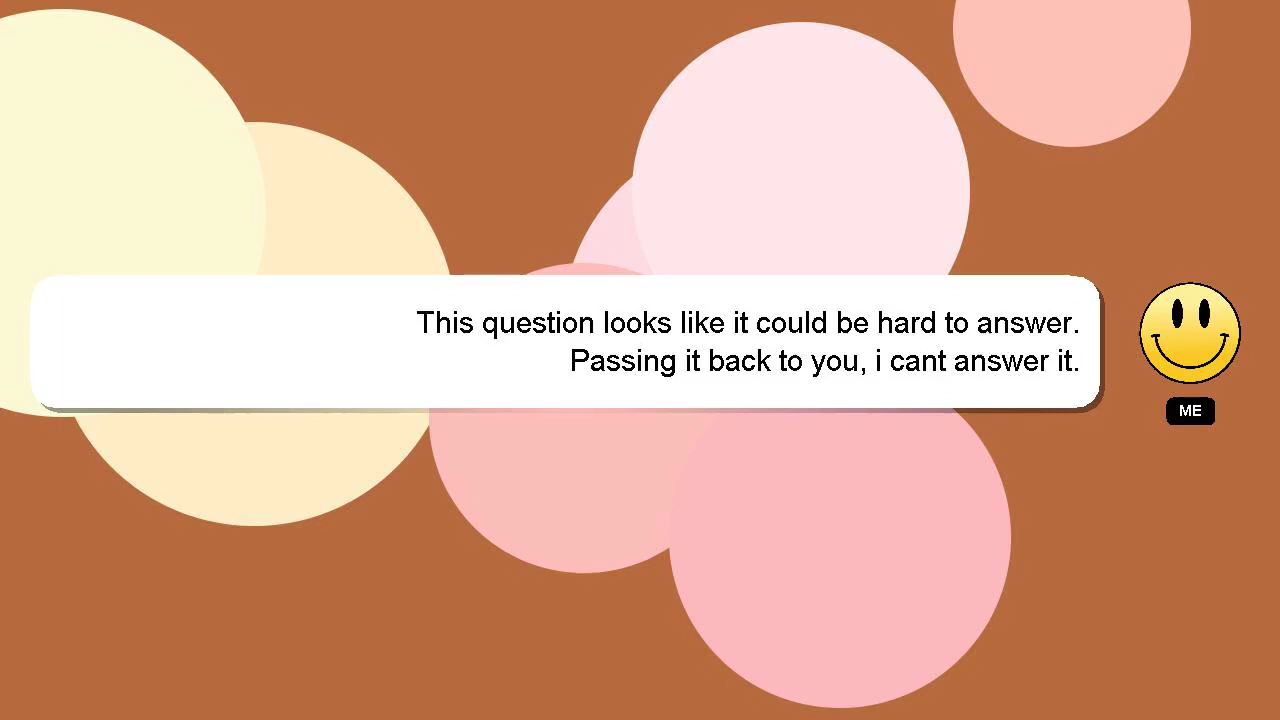 This question looks like it could be hard to answer.
Passing it back to you, i cant answer it.
ME